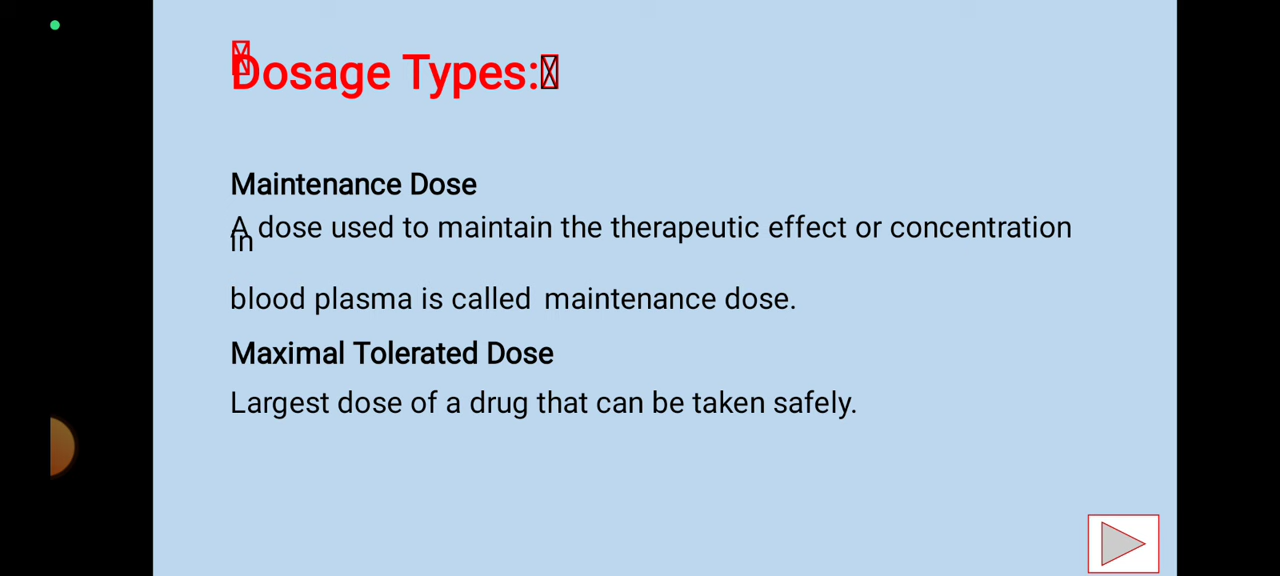 Dosage Types:
Maintenance Dose
A dose used to maintain the therapeutic effect or concentration
in
blood plasma is called maintenance dose.
Maximal Tolerated Dose
Largest dose of a drug that can be taken safely.